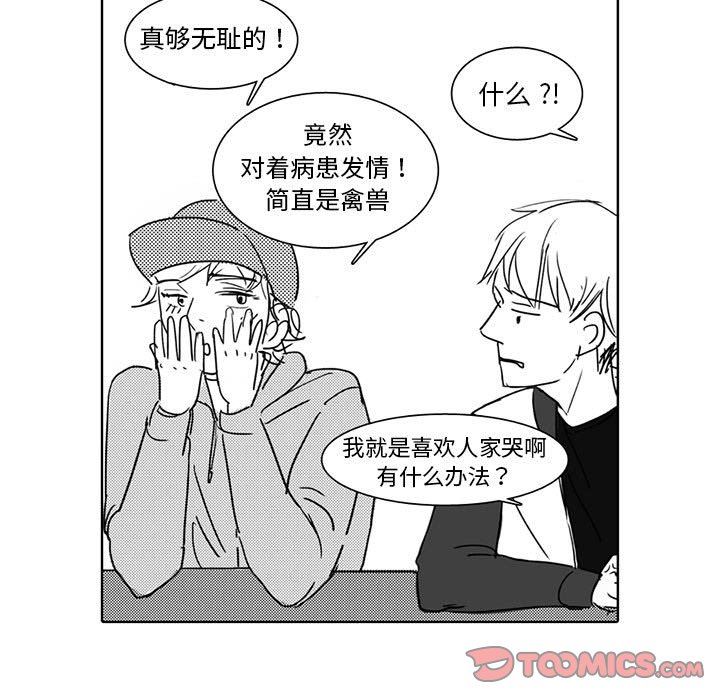 真够无耻的！
什么?!
竟然
对着病患发情！
简直是禽兽
我就是喜欢人家哭啊
有什么办法？
TOOMICS.COM